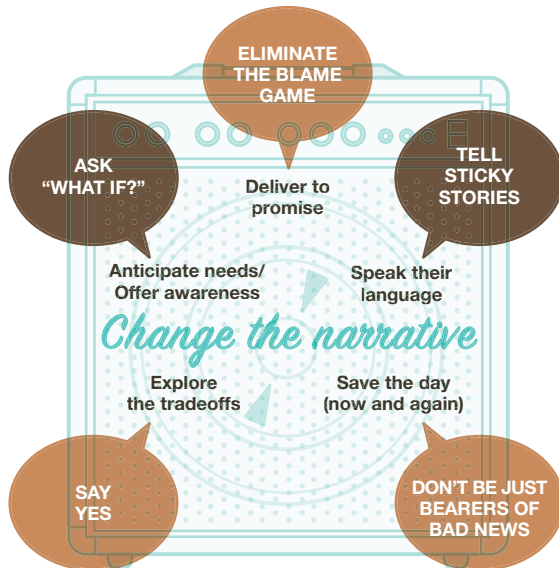 ELIMINATE
THE BLAME
GAME
ASK
“WHAT IF?”
TELL
STICKY
STORIES
Deliver to
promise
Anticipate needs/
Offer awareness
Speak their
language
Change the narrative
Explore
the tradeoffs
Save the day
(now and again)
SAY
YES
DON’T BE JUST
BEARERS OF
BAD NEWS